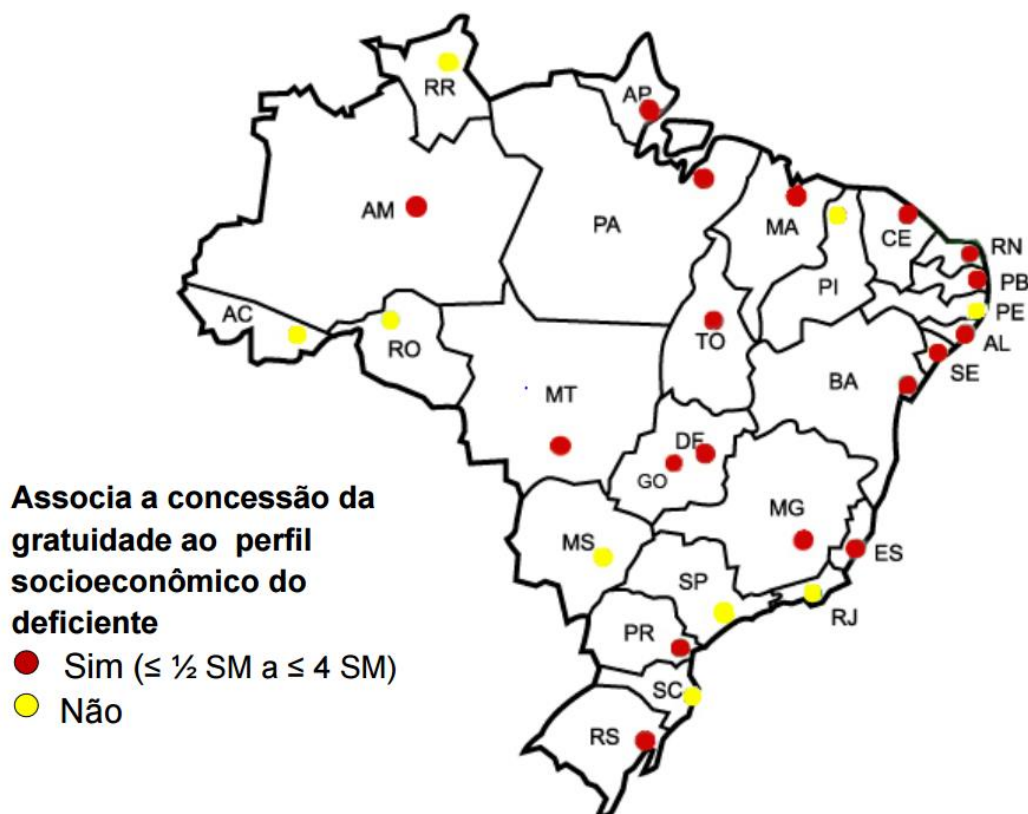 RR
AP
AM
PA
MA
CE
RN
PB
PI
PE
AC
RO
TO
AL
SE
BA
MT
DF
GO
MG
MS
ES
SP
RJ
PR
SC
RS
Associa a concessão da
gratuidade ao perfil
socioeconômico do
deficiente
Sim (≤ ½ SM a ≤ 4 SM)
Não